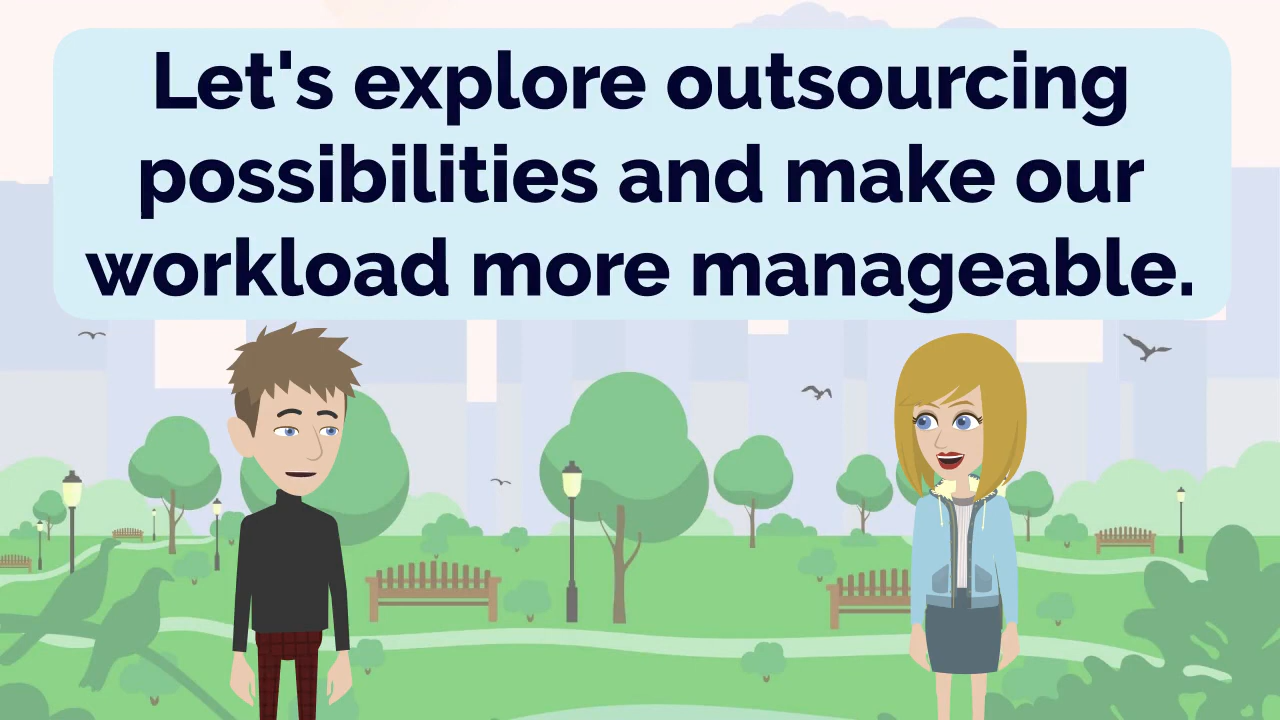 Let's explore outsourcing
possibilities and make our
workload more manageable.